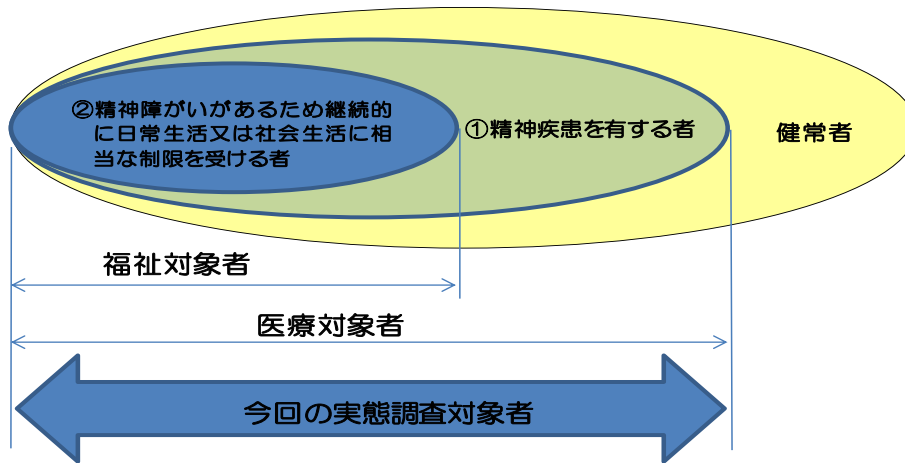 ②精神障がいがあるため継続的
に日常生活又は社会生活に相
当な制限を受ける者
①精神疾患を有する者
健常者
福祉対象者
医療対象者
今回の実態調査対象者